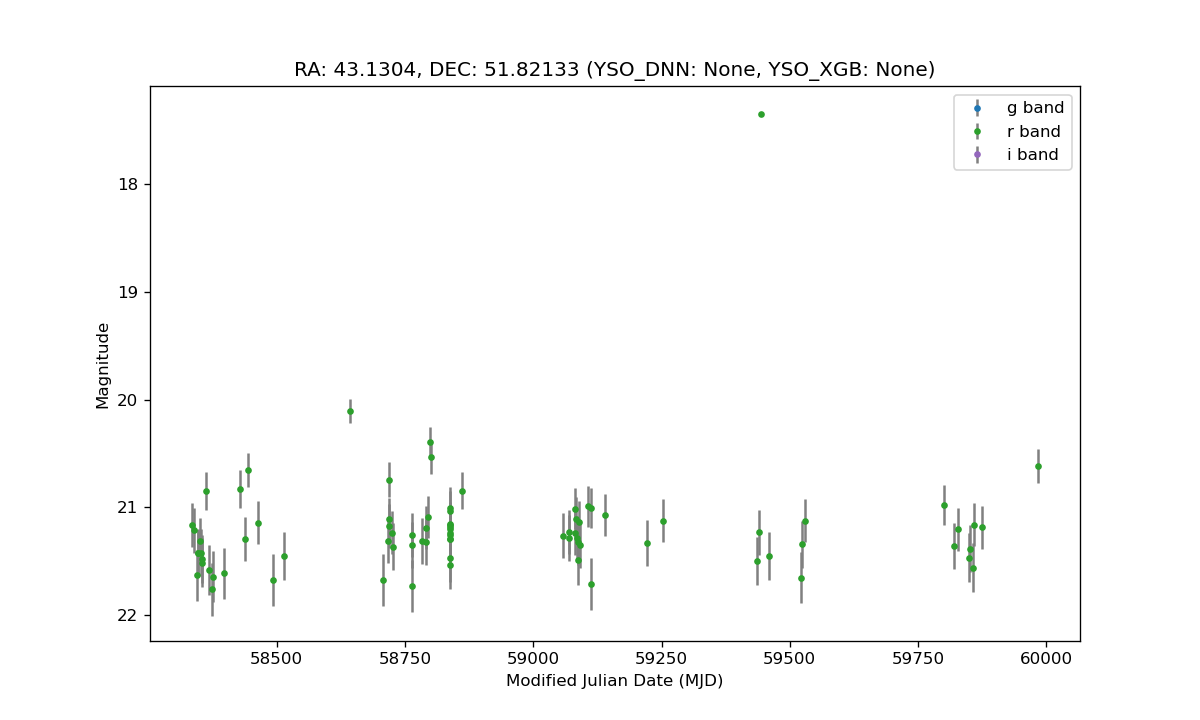 RA: 43.1304, DEC: 51.82133 (YSO_DNN: None, YSO_XGB: None)
g band
r band
i band
18
19
20
21
22
Magnitude
58500
58750
59000
59250
59500
59750
60000
Modified Julian Date (MJD)